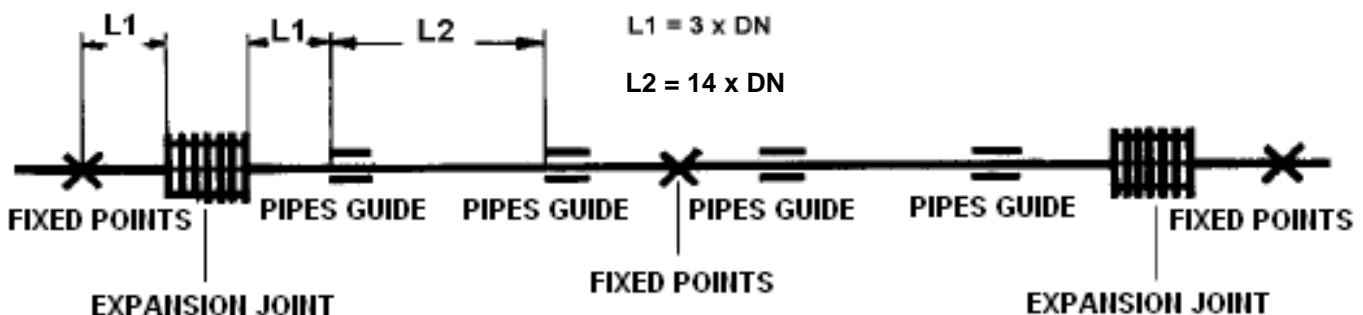 L1 L1 L2 L1 = 3 x DN
L2 = 14 x DN
FIXED POINTS PIPES GUIDE PIPES GUIDE PIPES GUIDE PIPES GUIDE FIXED POINTS
FIXED POINTS
EXPANSION JOINT EXPANSION JOINT